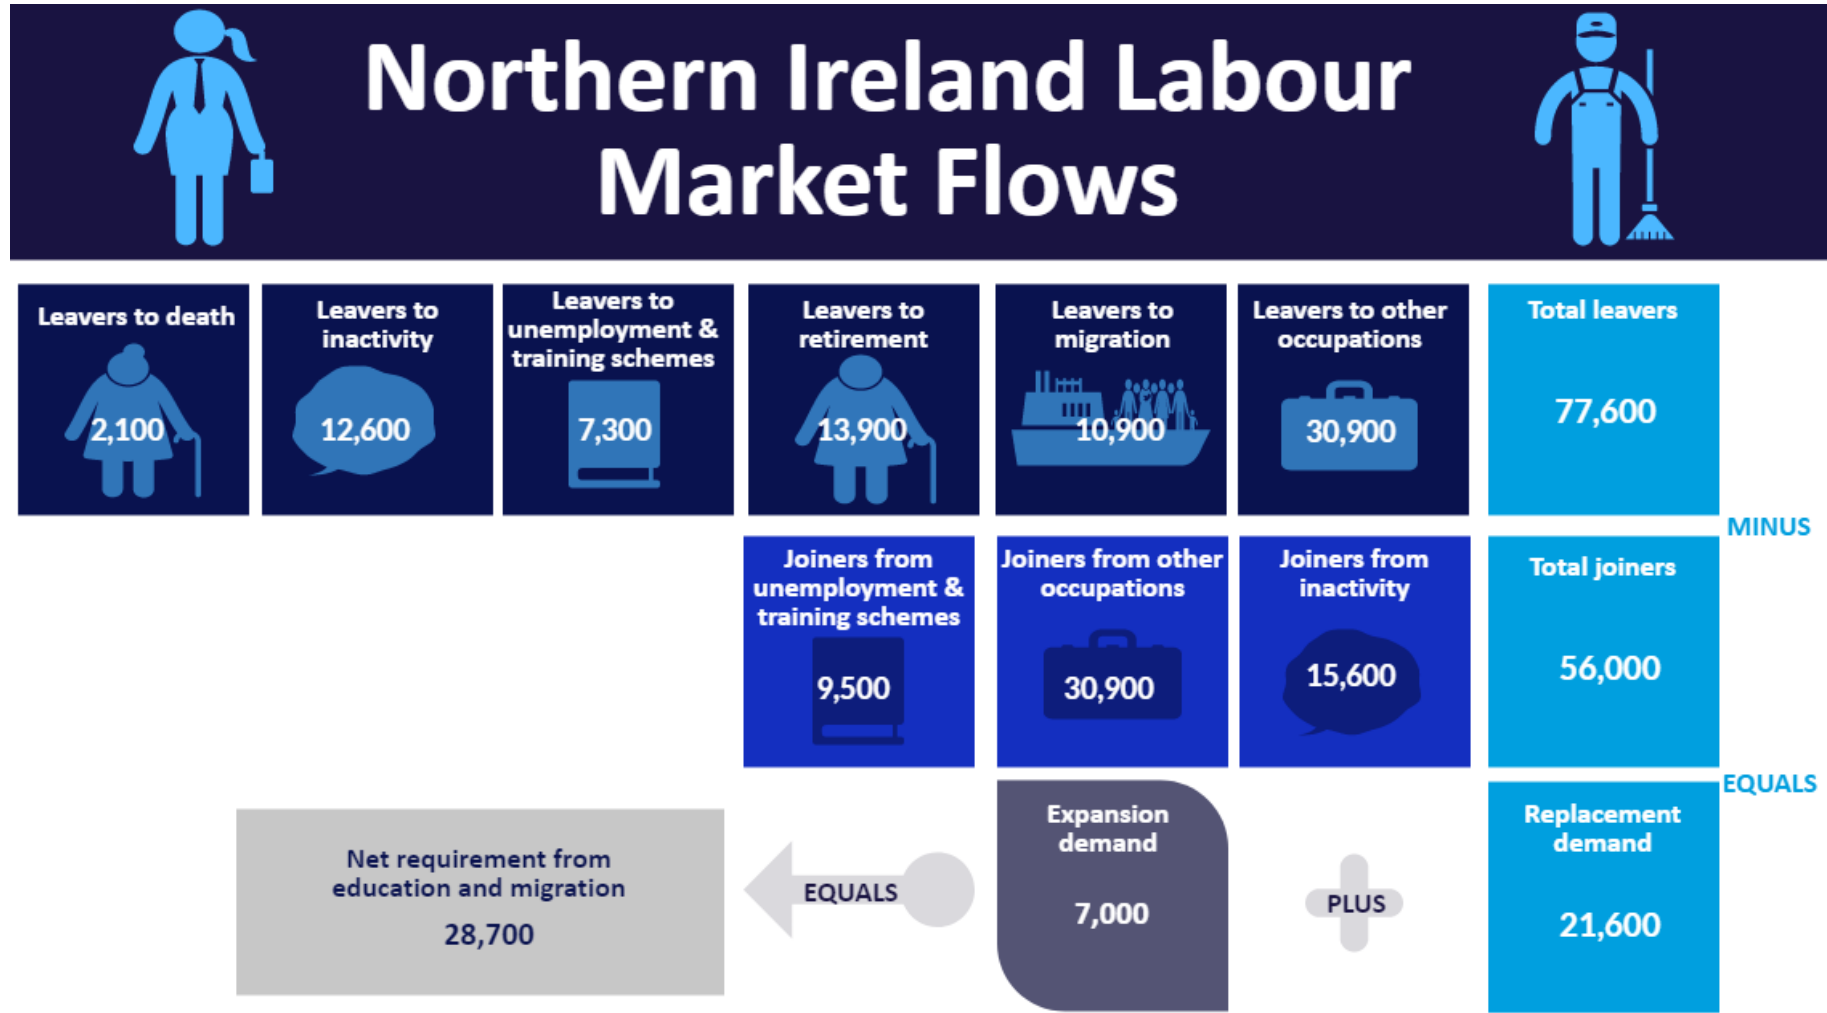 Northern Ireland Labour
Market Flows
Leavers to death
2,100
Leavers to
inactivity
12,600
Leavers to
unemployment &
training schemes
7,300
Leavers to
retirement
13,900
Leavers to
migration
10,900
Leavers to other
occupations
30,900
Total leavers
77,600
MINUS
Joiners from
unemployment &
training schemes
9,500
Joiners from other
occupations
30,900
Joiners from
inactivity
15,600
Total joiners
56,000
EQUALS
Replacement
demand
21,600
PLUS
Expansion
demand
7,000
EQUALS
Net requirement from
education and migration
28,700